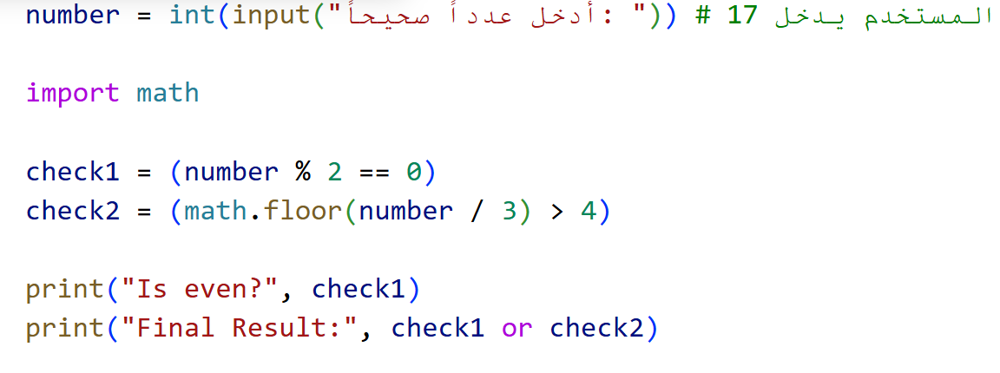 number = int(input("أدخل عدداً صحيحاً: ")) # المستخدم يدخل 17
import math
check1 = (number % 2 == 0)
check2 = (math.floor(number / 3) > 4)
print("Is even?", check1)
print("Final Result:", check1 or check2)